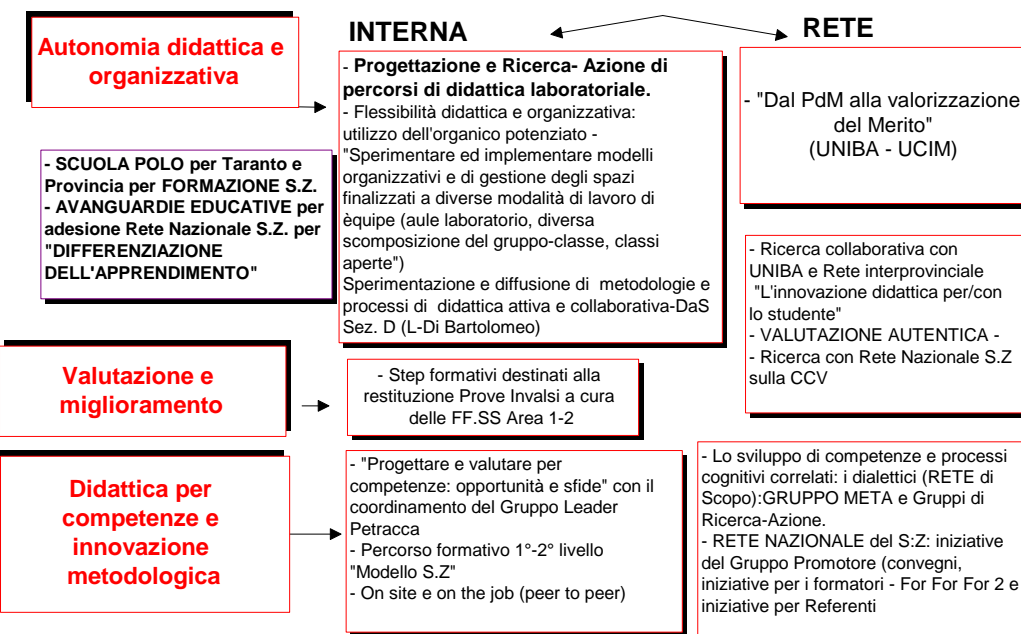 INTERNA
RETE
Autonomia didattica e
organizzativa
- Progettazione e Ricerca- Azione di
percorsi di didattica laboratoriale.
- Flessibilità didattica e organizzativa:
utilizzo dell'organico potenziato -
"Sperimentare ed implementare modelli
organizzativi e di gestione degli spazi
finalizzati a diverse modalità di lavoro di
èquipe (aule laboratorio, diversa
scomposizione del gruppo-classe, classi
aperte")
Sperimentazione e diffusione di metodologie e
processi di didattica attiva e collaborativa-DaS
Sez. D (L-Di Bartolomeo)
- "Dal PdM alla valorizzazione
del Merito"
(UNIBA - UCIM)
- SCUOLA POLO per Taranto e
Provincia per FORMAZIONE S.Z.
- AVANGUARDIE EDUCATIVE per
adesione Rete Nazionale S.Z. per
"DIFFERENZIAZIONE
DELL'APPRENDIMENTO"
- Ricerca collaborativa con
UNIBA e Rete interprovinciale
"L'innovazione didattica per/con
lo studente"
- VALUTAZIONE AUTENTICA -
- Ricerca con Rete Nazionale S.Z
sulla CCV
Valutazione e
miglioramento
- Step formativi destinati alla
restituzione Prove Invalsi a cura
delle FF.SS Area 1-2
Didattica per
competenze e
innovazione
metodologica
- "Progettare e valutare per
competenze: opportunità e sfide" con il
coordinamento del Gruppo Leader
Petracca
- Percorso formativo 1°-2° livello
"Modello S.Z"
- On site e on the job (peer to peer)
- Lo sviluppo di competenze e processi
cognitivi correlati: i dialettici (RETE di
Scopo):GRUPPO META e Gruppi di
Ricerca-Azione.
- RETE NAZIONALE del S:Z: iniziative
del Gruppo Promotore (convegni,
iniziative per i formatori - For For For 2 e
iniziative per Referenti